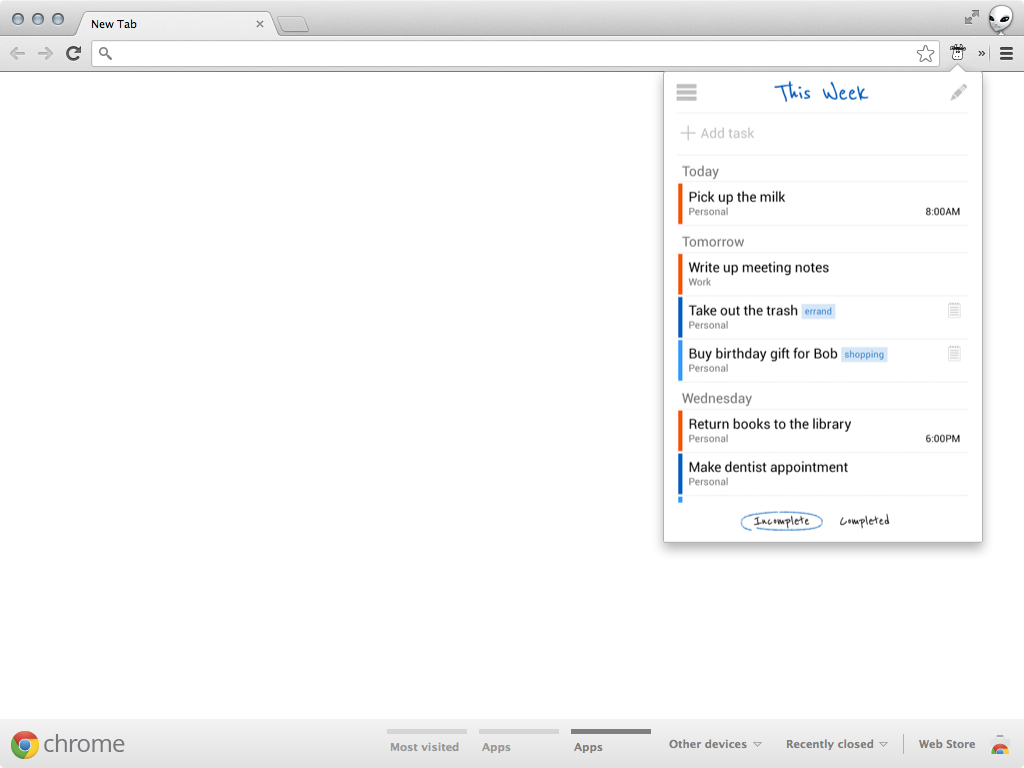 New Tab
This Week
Add task
Today
Pick up the milk
Personal
8:00AM
Tomorrow
Write up meeting notes
Work
Take out the trash errand
Personal
Buy birthday gift for Bob shopping
Personal
Wednesday
Return books to the library
Personal
6:00PM
Make dentist appointment
Personal
Incomplete Completed
chrome
Most visited Apps Apps Other devices Recently closed Web Store